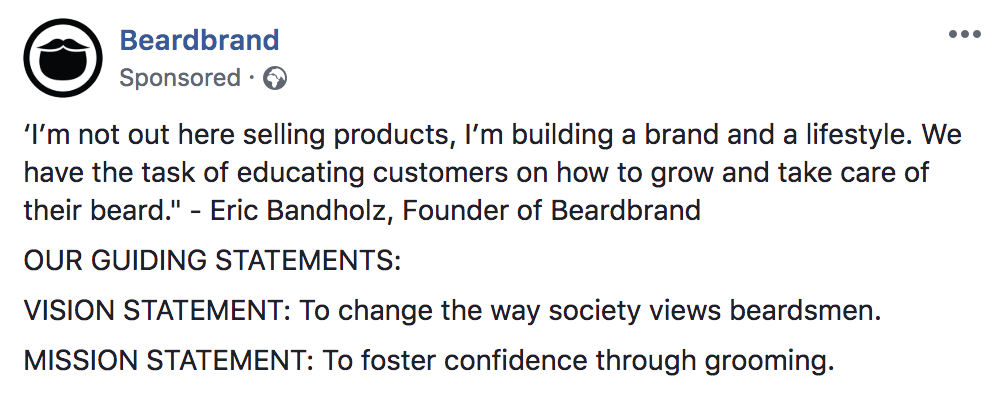 Beardbrand
Sponsored ·
‘I’m not out here selling products, I’m building a brand and a lifestyle. We
have the task of educating customers on how to grow and take care of
their beard." - Eric Bandholz, Founder of Beardbrand
OUR GUIDING STATEMENTS:
VISION STATEMENT: To change the way society views beardsmen.
MISSION STATEMENT: To foster confidence through grooming.